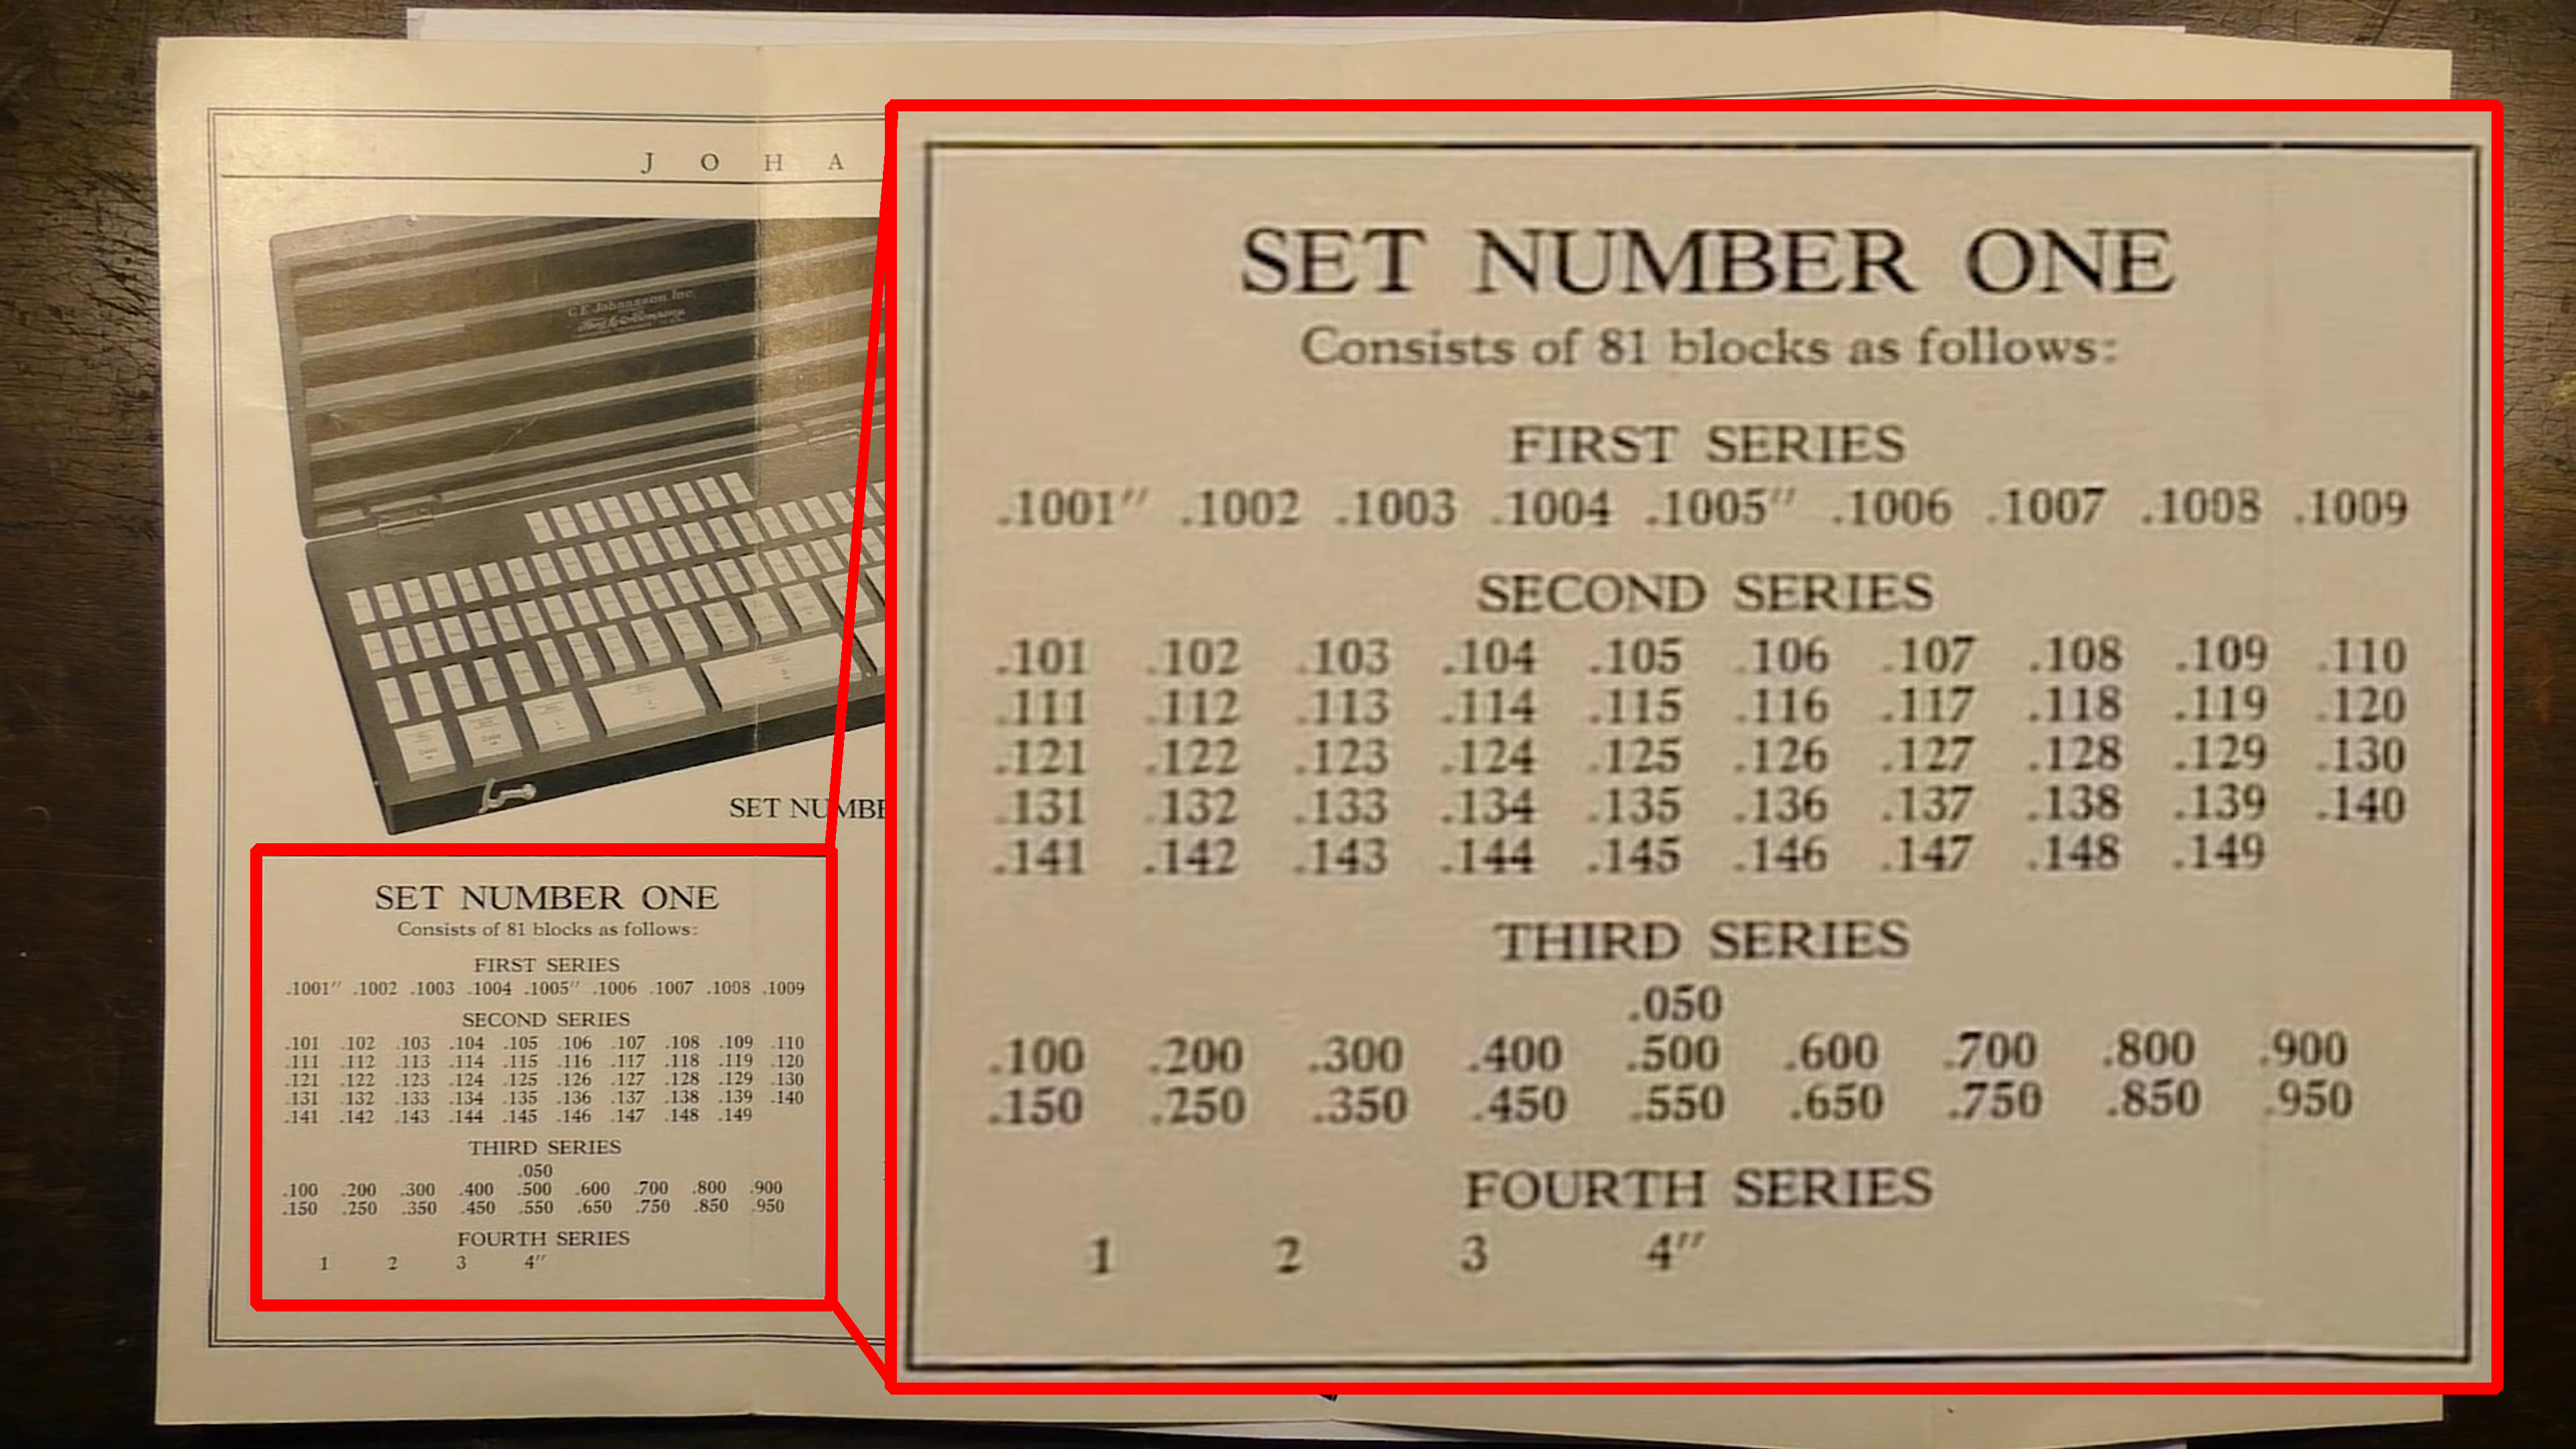 J O H A
C.E. Johansson Inc.
SET NUMBE
SET NUMBER ONE
Consists of 81 blocks as follows:
FIRST SERIES
.1001" .1002 .1003 .1004 .1005" .1006 .1007 .1008 .1009
SECOND SERIES
.101 .102 .103 .104 .105 .106 .107 .108 .109 .110
.111 .112 .113 .114 .115 .116 .117 .118 .119 .120
.121 .122 .123 .124 .125 .126 .127 .128 .129 .130
.131 .132 .133 .134 .135 .136 .137 .138 .139 .140
.141 .142 .143 .144 .145 .146 .147 .148 .149
THIRD SERIES
.050
.100 .200 .300 .400 .500 .600 .700 .800 .900
.150 .250 .350 .450 .550 .650 .750 .850 .950
FOURTH SERIES
1 2 3 4"
SET NUMBER ONE
Consists of 81 blocks as follows:
FIRST SERIES
.1001" .1002 .1003 .1004 .1005" .1006 .1007 .1008 .1009
SECOND SERIES
.101 .102 .103 .104 .105 .106 .107 .108 .109 .110
.111 .112 .113 .114 .115 .116 .117 .118 .119 .120
.121 .122 .123 .124 .125 .126 .127 .128 .129 .130
.131 .132 .133 .134 .135 .136 .137 .138 .139 .140
.141 .142 .143 .144 .145 .146 .147 .148 .149
THIRD SERIES
.050
.100 .200 .300 .400 .500 .600 .700 .800 .900
.150 .250 .350 .450 .550 .650 .750 .850 .950
FOURTH SERIES
1 2 3 4"